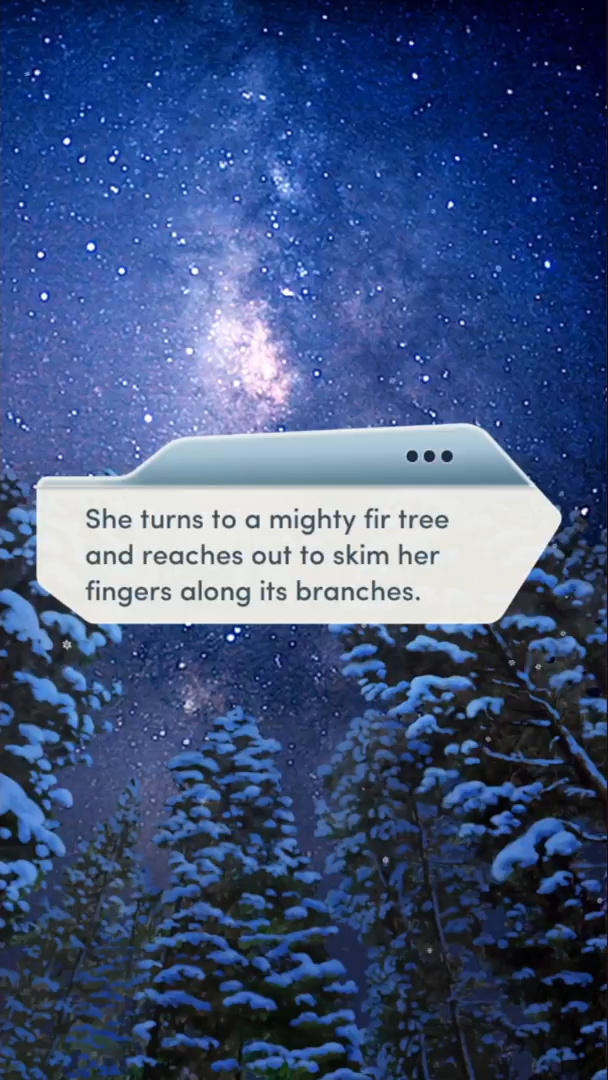 She turns to a mighty fir tree
and reaches out to skim her
fingers along its branches.